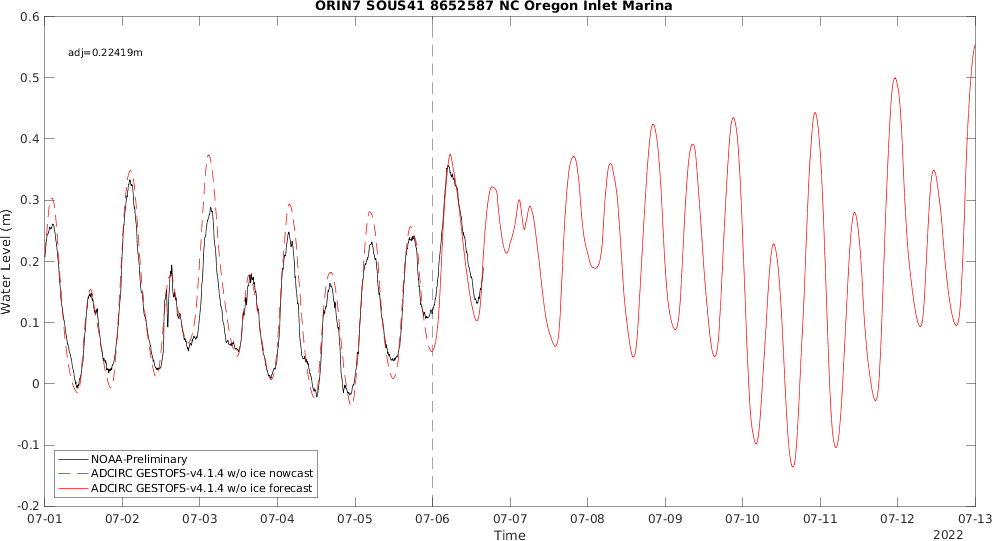 ORIN7 SOUS41 8652587 NC Oregon Inlet Marina
adj=0.22419m
Water Level (m)
0.6
0.5
0.4
0.3
0.2
0.1
0
-0.1
-0.2
NOAA-Preliminary
ADCIRC GESTOFS-v4.1.4 w/o ice nowcast
ADCIRC GESTOFS-v4.1.4 w/o ice forecast
07-01 07-02 07-03 07-04 07-05 07-06 07-07 07-08 07-09 07-10 07-11 07-12 07-13
Time
2022